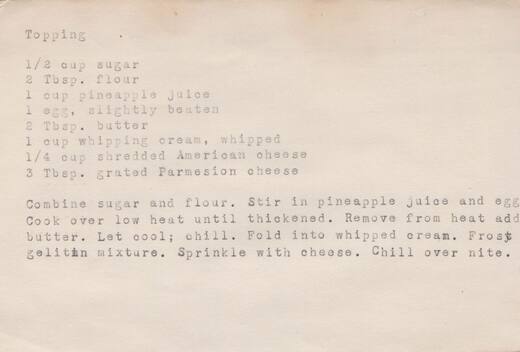 Topping
1/2 cup sugar
2 Tbsp. flour
1 cup pineapple juice
1 egg, slightly beaten
2 Tbsp. butter
1 cup whipping cream, whipped
1/4 cup shredded American cheese
3 Tbsp. grated Parmesion cheese
Combine sugar and flour. Stir in pineapple juice and egg
Cook over low heat until thickened. Remove from heat add
butter. Let cool; chill. Fold into whipped cream. Frost
gelitin mixture. Sprinkle with cheese. Chill over nite.